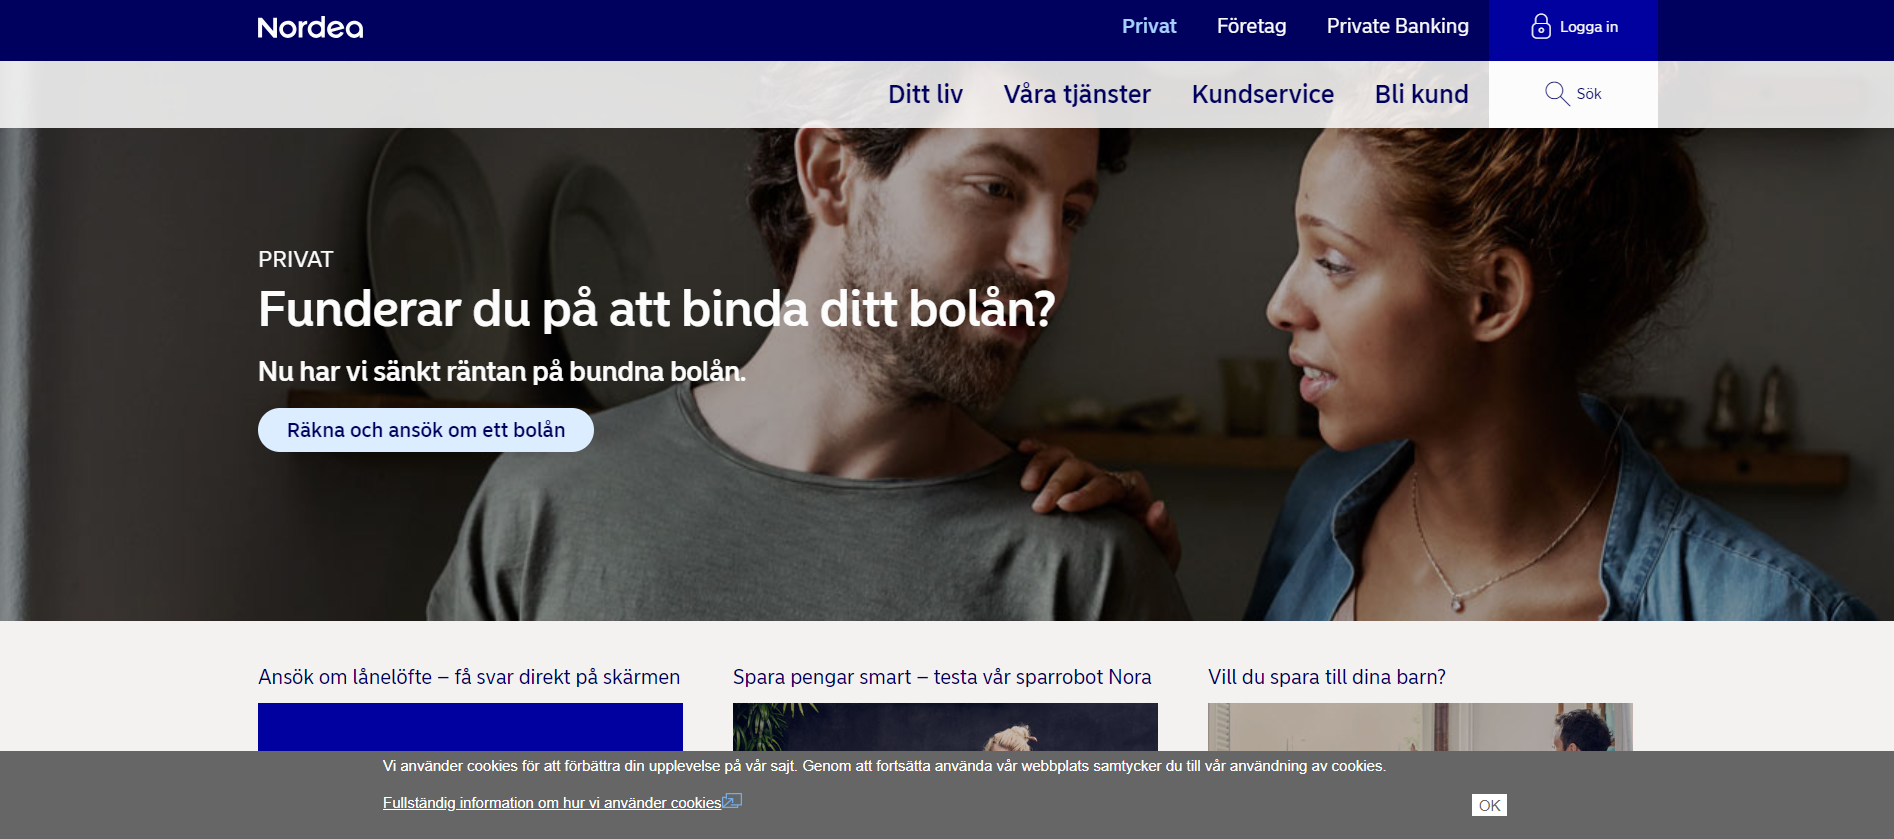 Nordea
Privat
Företag
Private Banking
Logga in
Ditt liv
Våra tjänster
Kundservice
Bli kund
Sök
PRIVAT
Funderar du på att binda ditt bolån?
Nu har vi sänkt räntan på bundna bolån.
Räkna och ansök om ett bolån
Ansök om lånelöfte – få svar direkt på skärmen
Spara pengar smart – testa vår sparrobot Nora
Vill du spara till dina barn?
Vi använder cookies för att förbättra din upplevelse på vår sajt. Genom att fortsätta använda vår webbplats samtycker du till vår användning av cookies.
Fullständig information om hur vi använder cookies
OK